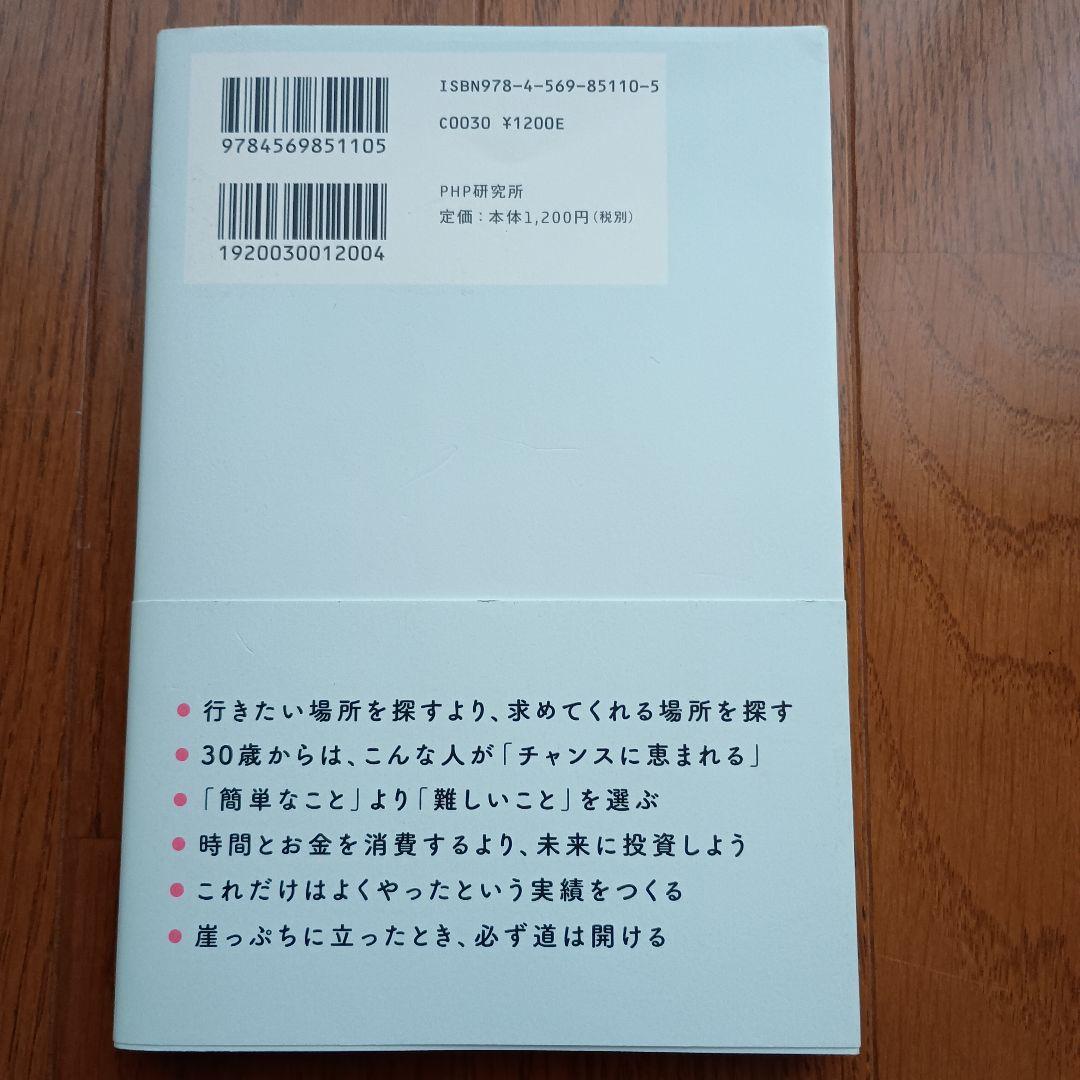 ISBN978-4-569-85110-5
9784569851105
C0030 ¥1200E
PHP研究所
定価：本体1,200円（税別）
1920030012004
●行きたい場所を探すより、求めてくれる場所を探す
●30歳からは、こんな人が「チャンスに恵まれる」
●「簡単なこと」より「難しいこと」を選ぶ
●時間とお金を消費するより、未来に投資しよう
●これだけはよくやったという実績をつくる
●崖っぷちに立ったとき、必ず道は開ける